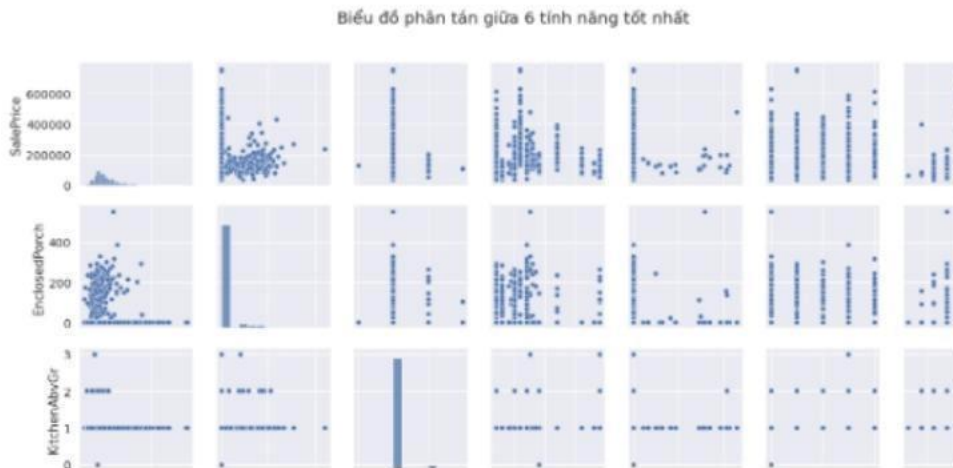 Biểu đồ phân tán giữa 6 tính năng tốt nhất
SalePrice
600000
400000
200000
0
EnclosedPorch
400
200
0
KitchenAbvGr
3
2
1
0